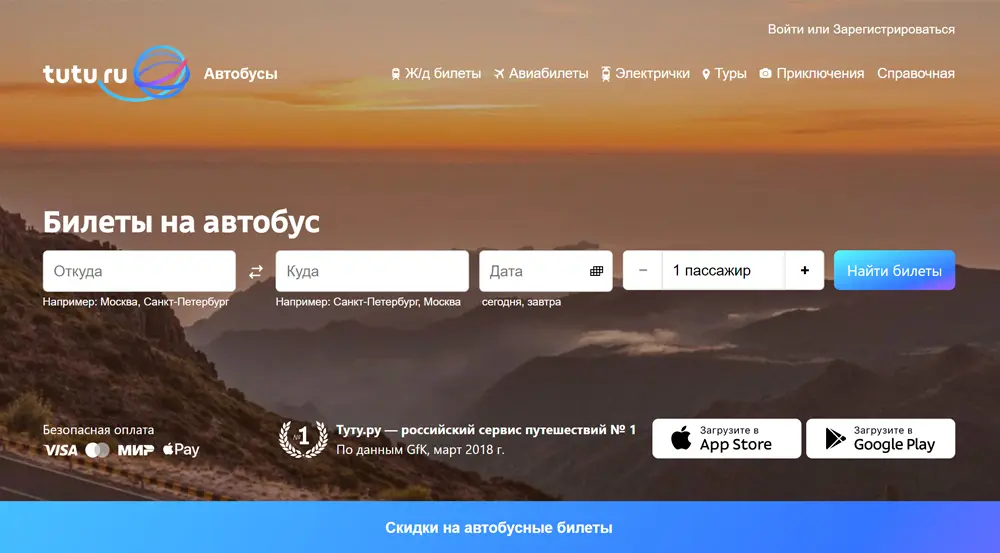 Войти или Зарегистрироваться
tutu ru Автобусы Ж/д билеты Авиабилеты Электрички Туры Приключения Справочная
Билеты на автобус
Откуда Куда Дата − 1 пассажир + Найти билеты
Например: Москва, Санкт-Петербург Например: Санкт-Петербург, Москва сегодня, завтра
Безопасная оплата
VISA МИР Pay
№1
Туту.ру — российский сервис путешествий № 1
По данным GfK, март 2018 г.
Загрузите в
App Store
Загрузите в
Google Play
Скидки на автобусные билеты